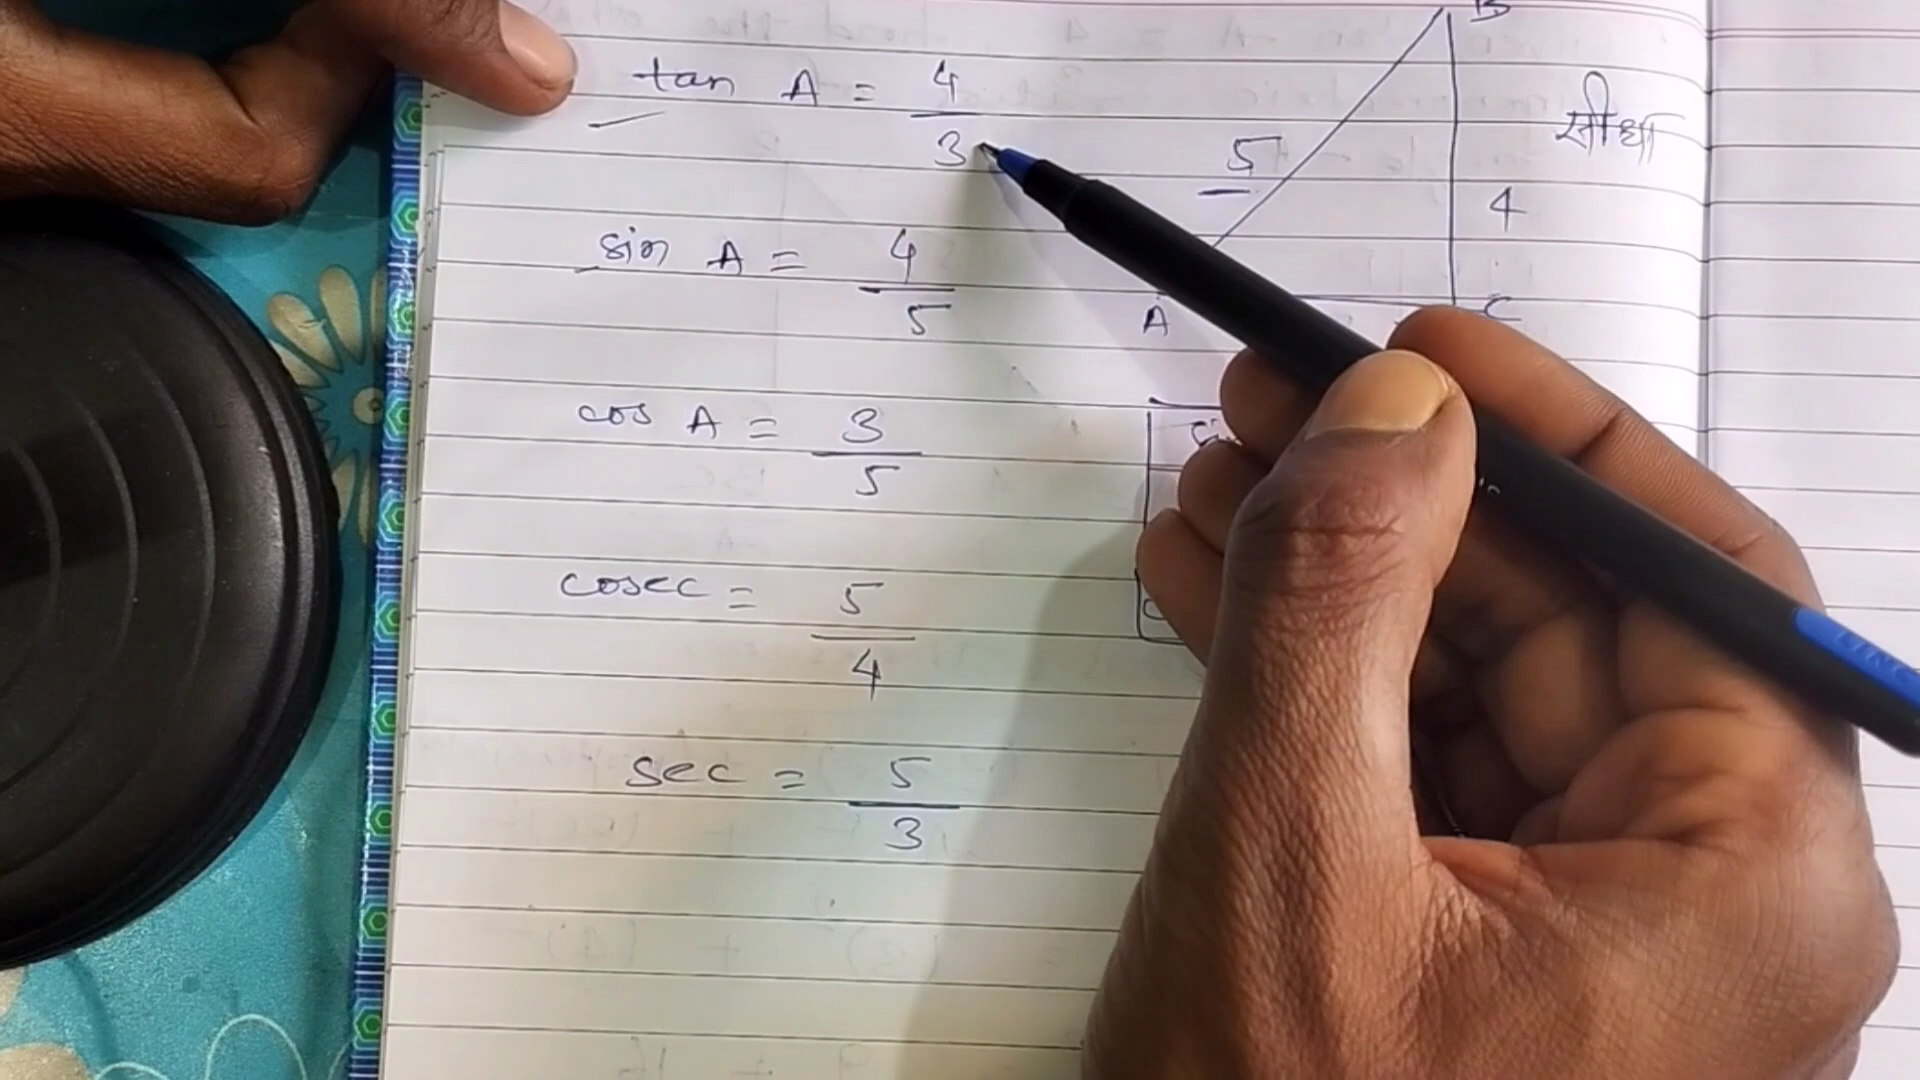 tan A = 4/3
B
सीधा
5
4
sin A = 4/5
A
C
cos A = 3/5
cosec = 5/4
sec = 5/3